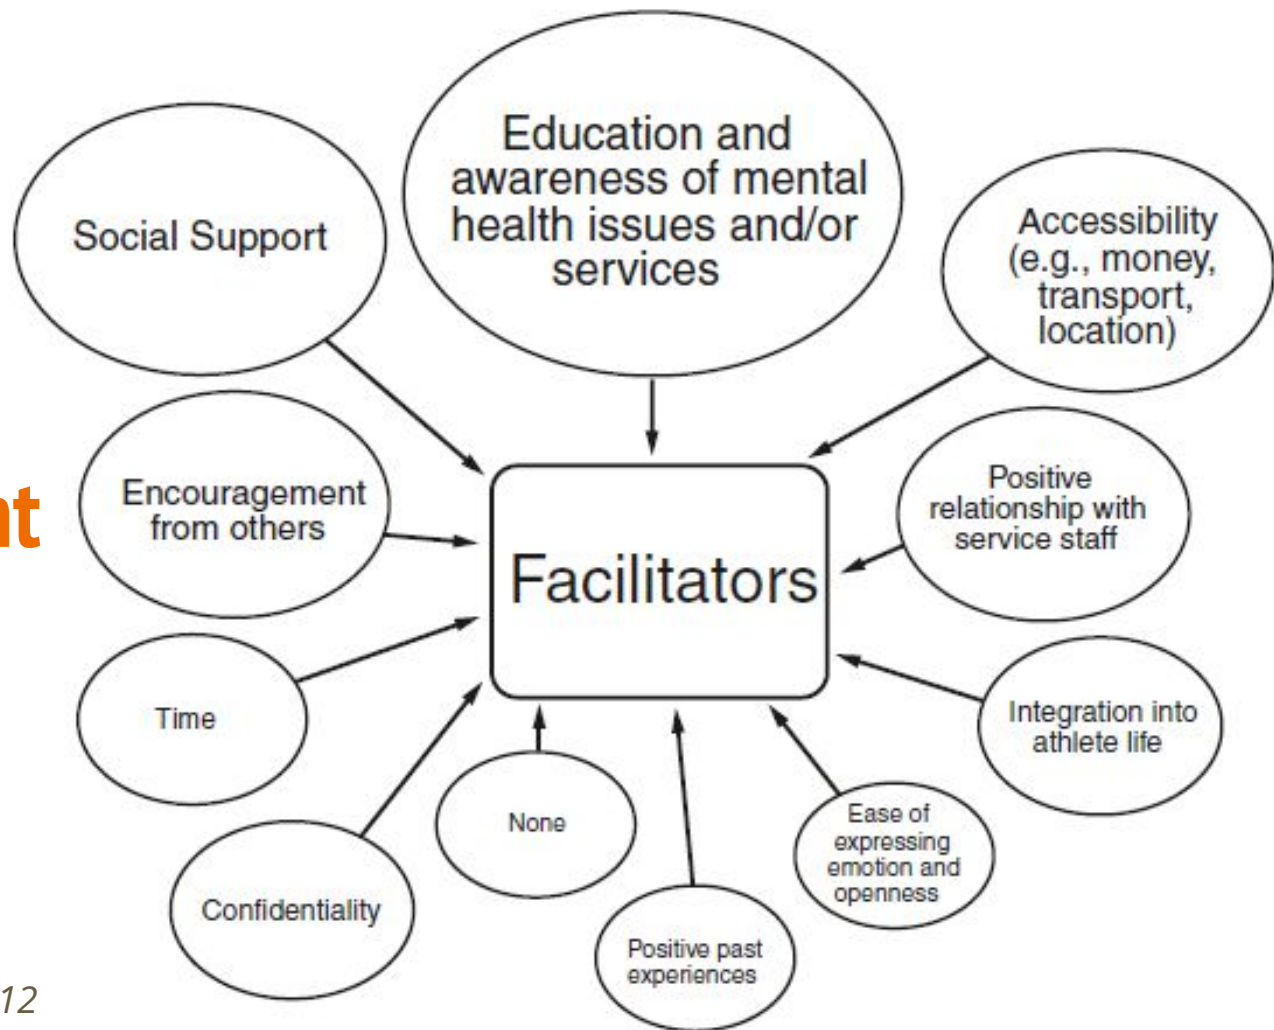 Education and
awareness of mental
health issues and/or
services
Social Support
Accessibility
(e.g., money,
transport,
location)
Encouragement
from others
Positive
relationship with
service staff
nt
Facilitators
Time
Integration into
athlete life
None
Ease of
expressing
emotion and
openness
Confidentiality
Positive past
experiences
12